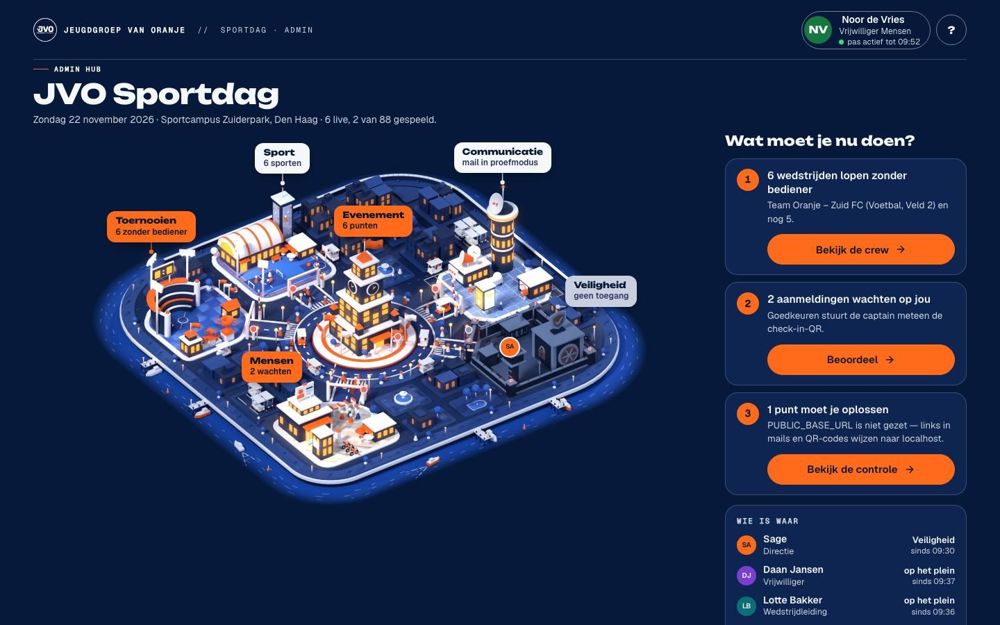 JVO JEUGDGROEP VAN ORANJE // SPORTDAG · ADMIN
NV
Noor de Vries
Vrijwilliger Mensen
pas actief tot 09:52
?
ADMIN HUB
JVO Sportdag
Zondag 22 november 2026 · Sportcampus Zuiderpark, Den Haag · 6 live, 2 van 88 gespeeld.
Sport
6 sporten
Communicatie
mail in proefmodus
Toernooien
6 zonder bediener
Evenement
6 punten
Veiligheid
geen toegang
SA
Mensen
2 wachten
Wat moet je nu doen?
1
6 wedstrijden lopen zonder
bediener
Team Oranje – Zuid FC (Voetbal, Veld 2) en
nog 5.
Bekijk de crew →
2
2 aanmeldingen wachten op jou
Goedkeuren stuurt de captain meteen de
check-in-QR.
Beoordeel →
3
1 punt moet je oplossen
PUBLIC_BASE_URL is niet gezet — links in
mails en QR-codes wijzen naar localhost.
Bekijk de controle →
WIE IS WAAR
SA
Sage
Directie
Veiligheid
sinds 09:30
DJ
Daan Jansen
Vrijwilliger
op het plein
sinds 09:37
LB
Lotte Bakker
Wedstrijdleiding
op het plein
sinds 09:36